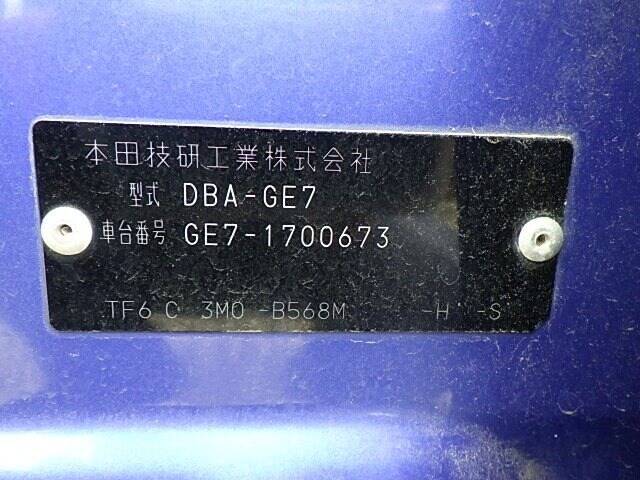 本田技研工業株式会社
型式 DBA-GE7
車台番号 GE7-1700673
TF6 C 3M0 -B568M -H -S